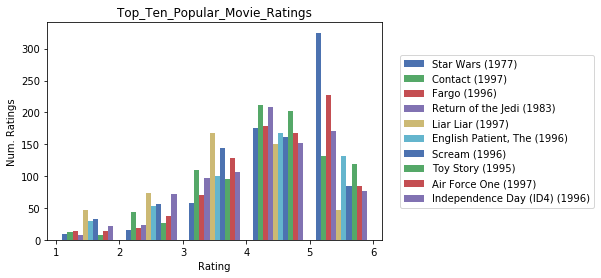 Top_Ten_Popular_Movie_Ratings
Num. Ratings
300
250
200
150
100
50
0
1 2 3 4 5 6
Rating
Star Wars (1977)
Contact (1997)
Fargo (1996)
Return of the Jedi (1983)
Liar Liar (1997)
English Patient, The (1996)
Scream (1996)
Toy Story (1995)
Air Force One (1997)
Independence Day (ID4) (1996)